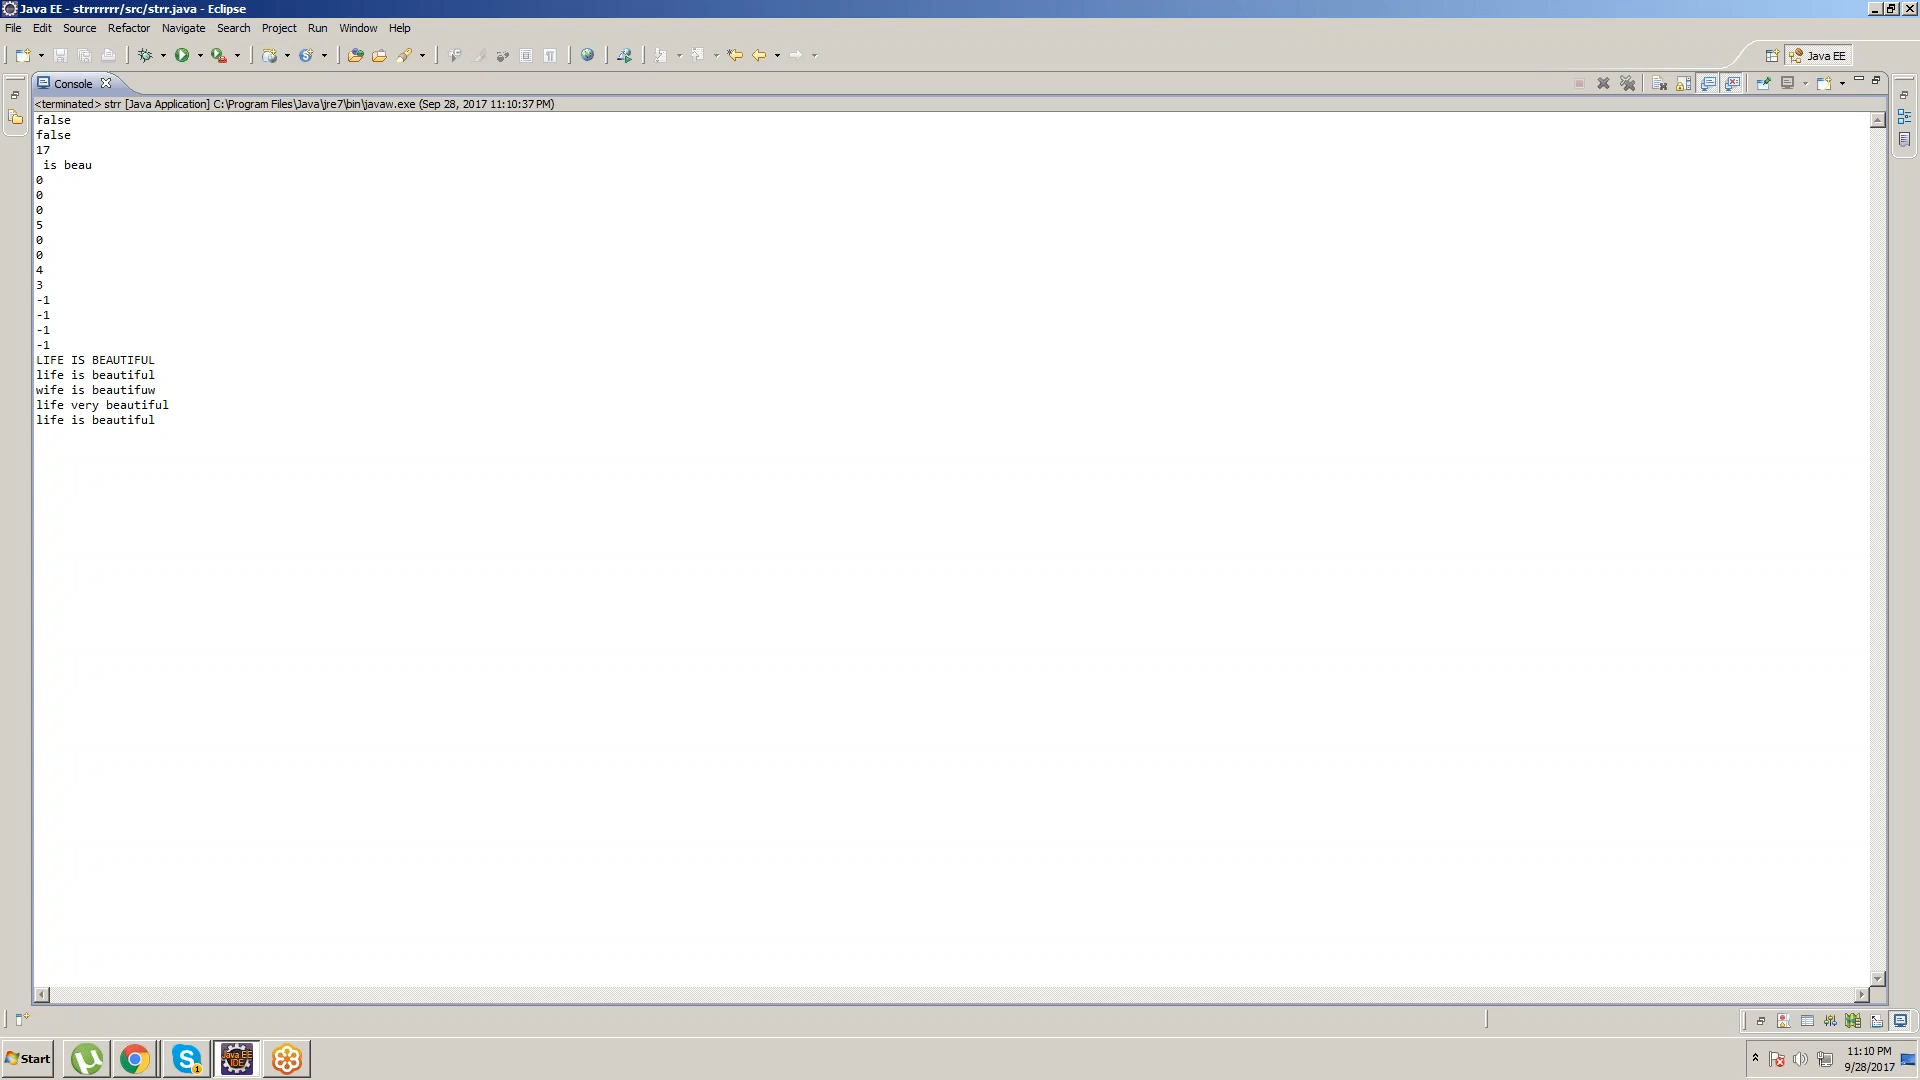 Java EE - strrrrrrr/src/strr.java - Eclipse
File Edit Source Refactor Navigate Search Project Run Window Help
Java EE
Console
<terminated> strr [Java Application] C:\Program Files\Java\jre7\bin\javaw.exe (Sep 28, 2017 11:10:37 PM)
false
false
17
 is beau
0
0
0
5
0
0
4
3
-1
-1
-1
-1
LIFE IS BEAUTIFUL
life is beautiful
wife is beautifuw
life very beautiful
life is beautiful
Start
S
1
Java EE
IDE
11:10 PM
9/28/2017